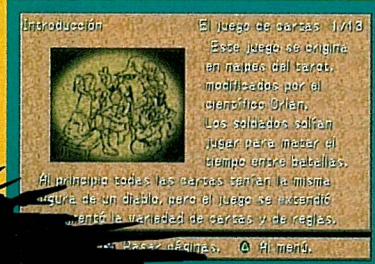 Introducción El juego de cartas 1/13
Este juego se origina
en naipes del tarot,
modificados por el
científico Orlan.
Los soldados solían
jugar para matar el
tiempo entre batallas.
Al principio todas las cartas tenían la misma
figura de un diablo, pero el juego se extendió
la variedad de cartas y de reglas.
Pasar páginas. Al menú.